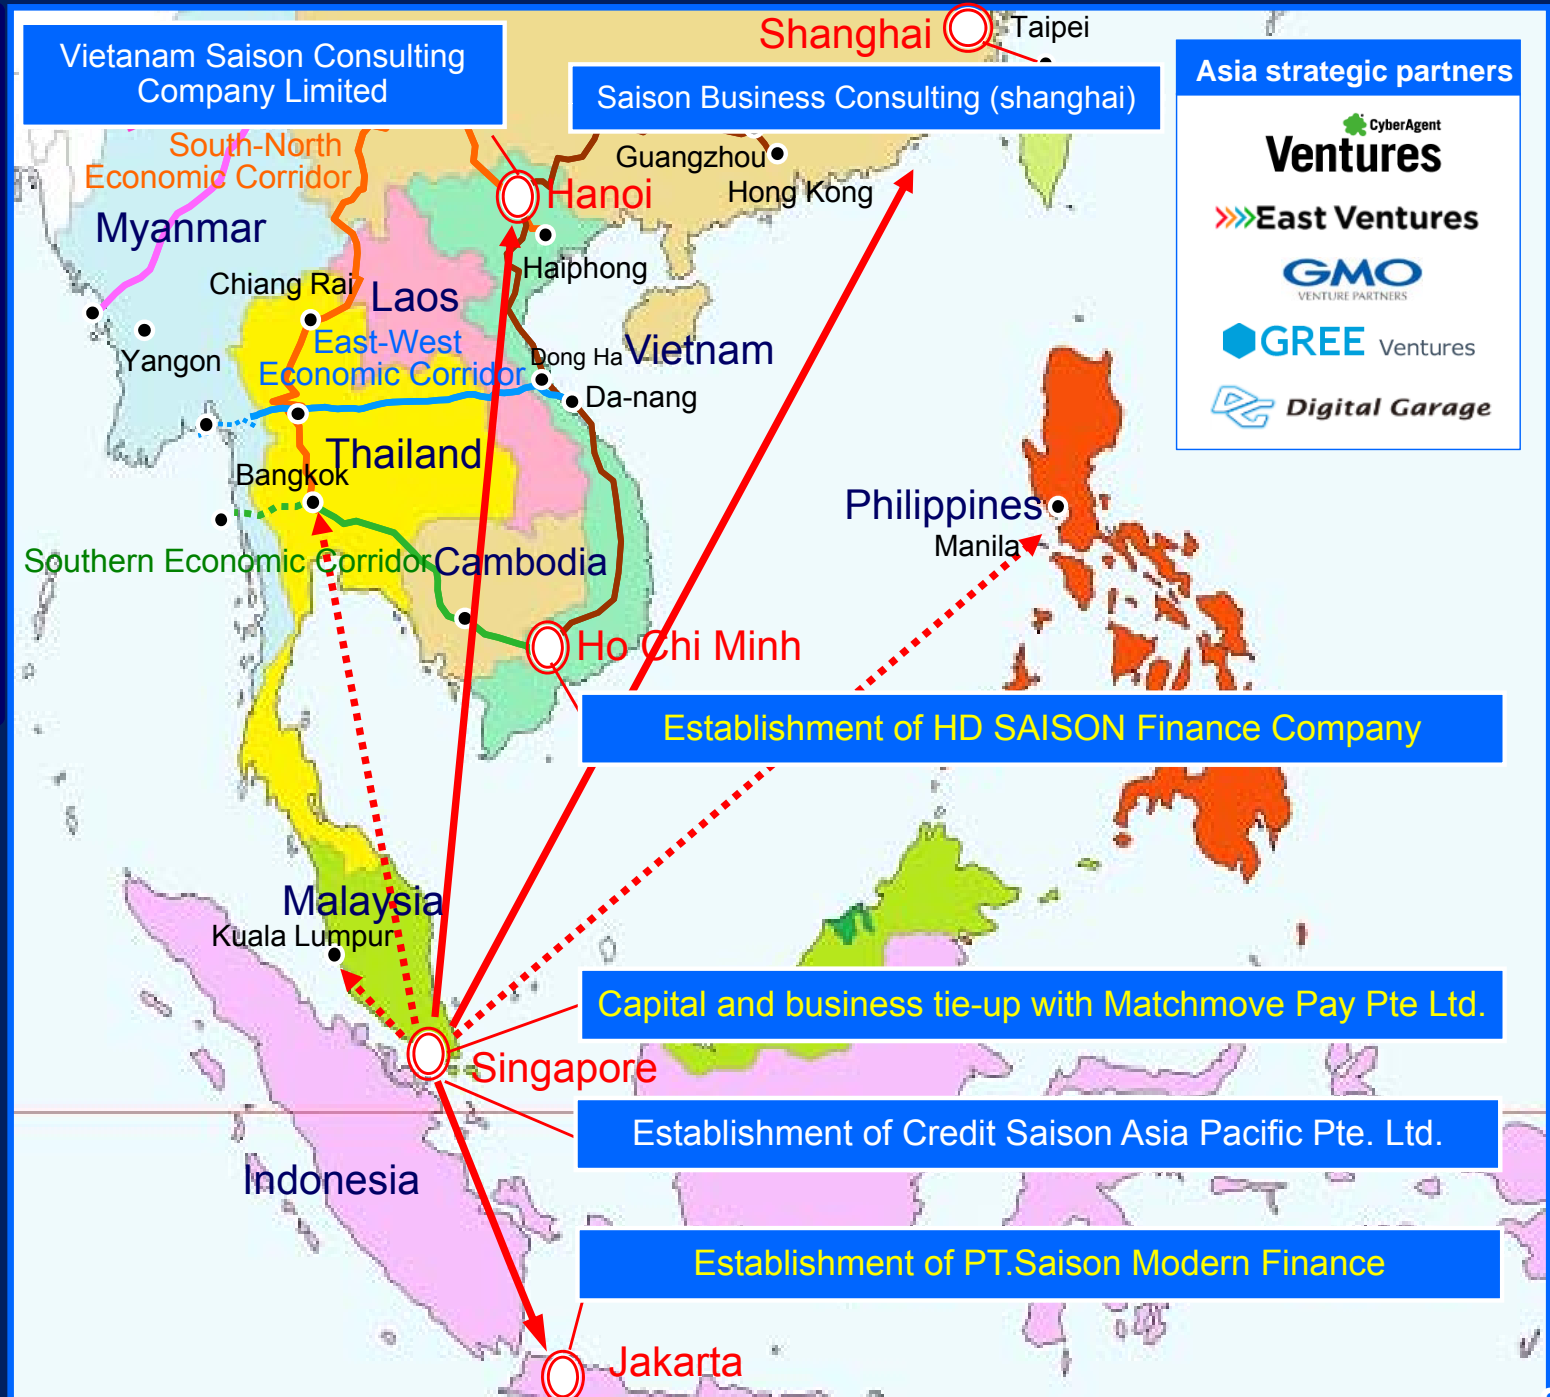 Vietanam Saison Consulting
Company Limited
Shanghai
Taipei
Saison Business Consulting (shanghai)
Asia strategic partners
CyberAgent
Ventures
East Ventures
GMO
VENTURE PARTNERS
GREE Ventures
Digital Garage
South-North
Economic Corridor
Guangzhou
Hong Kong
Hanoi
Myanmar
Haiphong
Chiang Rai
Laos
East-West
Economic Corridor
Dong Ha
Vietnam
Yangon
Da-nang
Thailand
Bangkok
Philippines
Manila
Southern Economic Corridor
Cambodia
Ho Chi Minh
Establishment of HD SAISON Finance Company
Malaysia
Kuala Lumpur
Capital and business tie-up with Matchmove Pay Pte Ltd.
Singapore
Establishment of Credit Saison Asia Pacific Pte. Ltd.
Indonesia
Establishment of PT.Saison Modern Finance
Jakarta